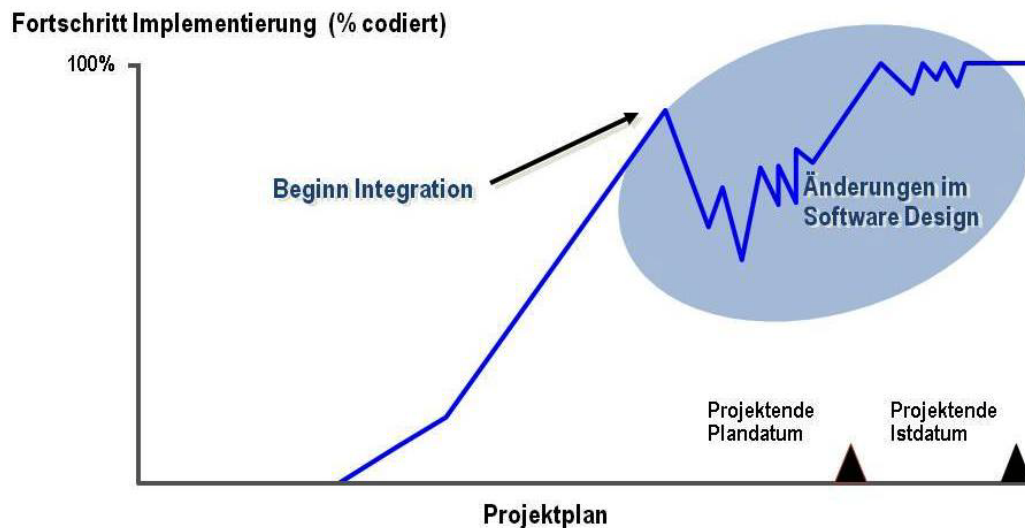 Fortschritt Implementierung (% codiert)
100%
Beginn Integration
Änderungen im
Software Design
Projektende
Plandatum
Projektende
Istdatum
Projektplan